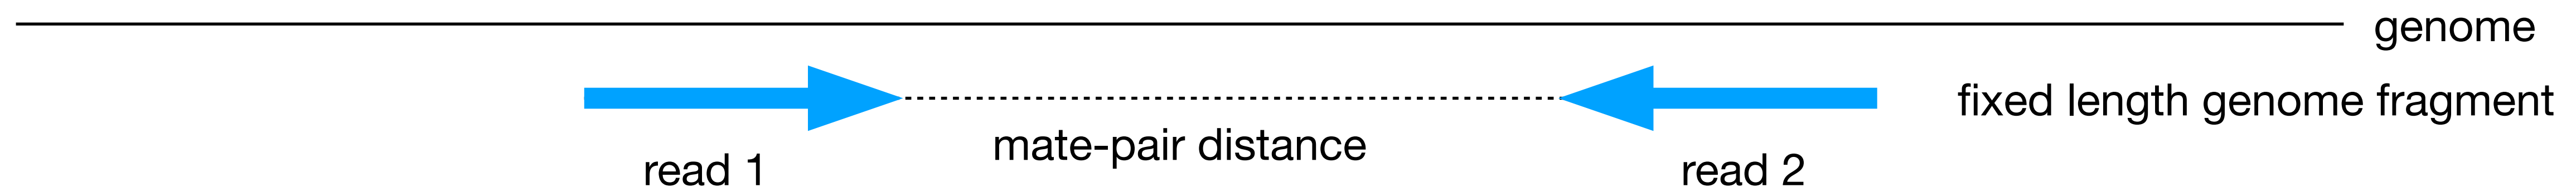 genome
fixed length genome fragment
mate-pair distance
read 1
read 2